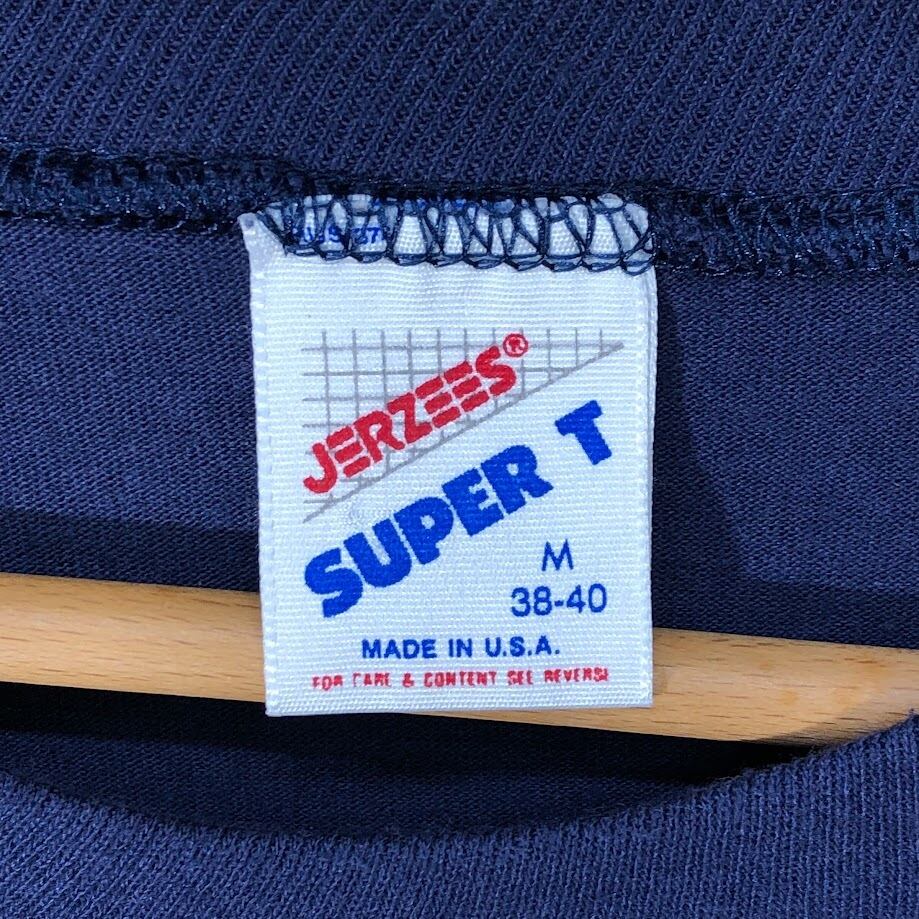 JERZEES®
SUPER T
M
38-40
MADE IN U.S.A.
FOR CARE & CONTENT SEE REVERSE